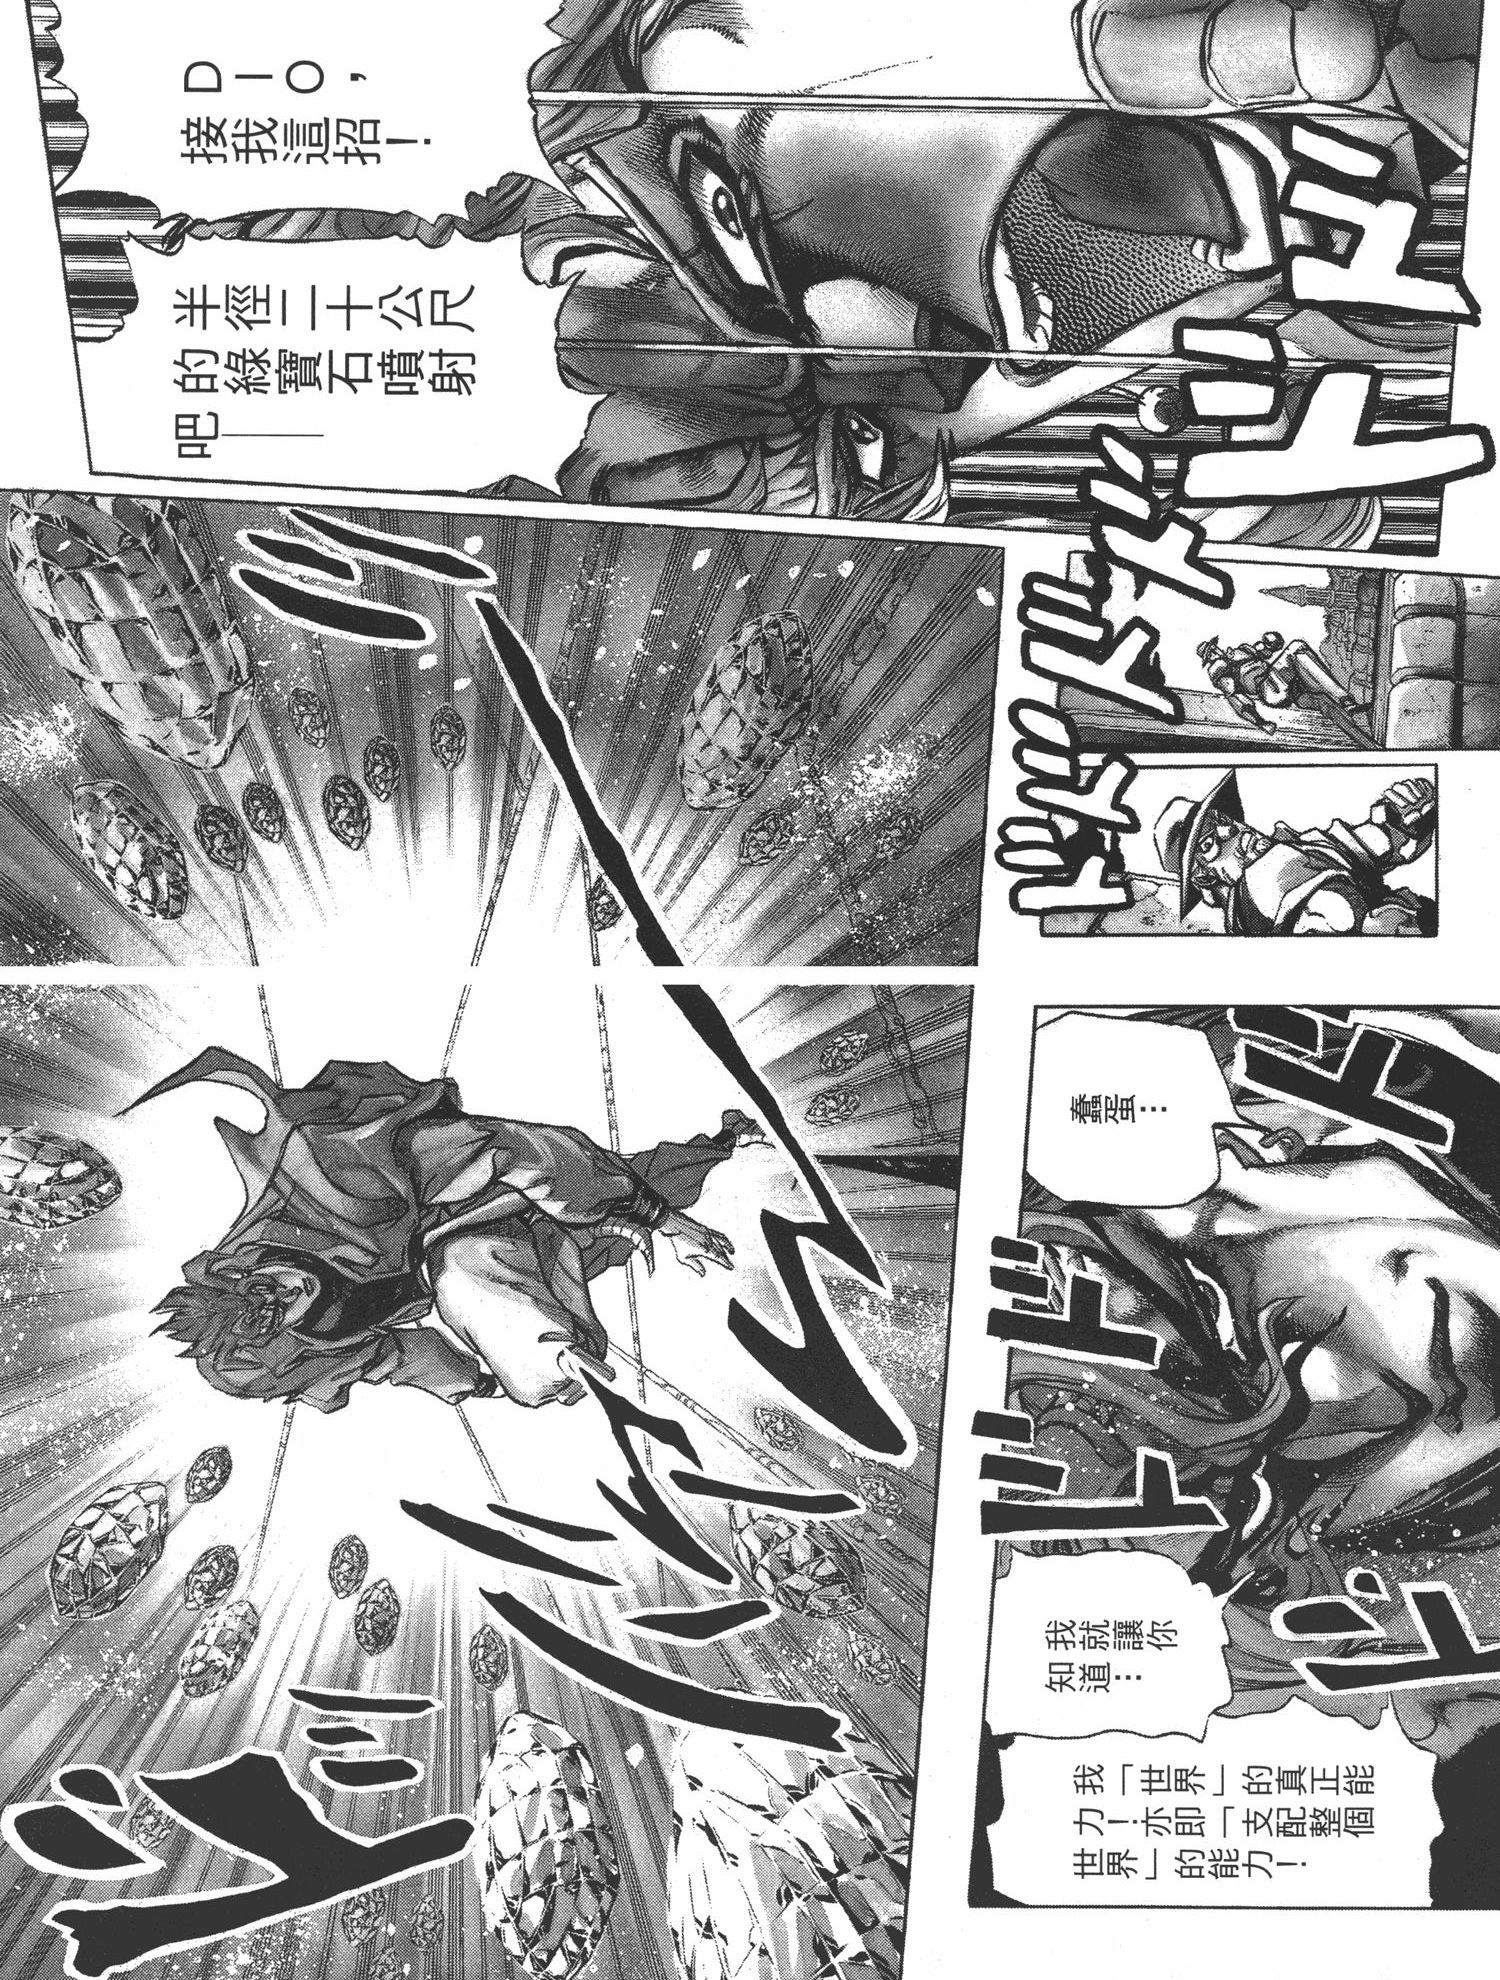 DIO，
接我這招！
半徑二十公尺
的綠寶石噴射
吧——
ドドドドドド
蠢蛋…
ドドドド
我就讓你
知道…
我「世界」的真正能
力！亦即「支配整個
世界」的能力！